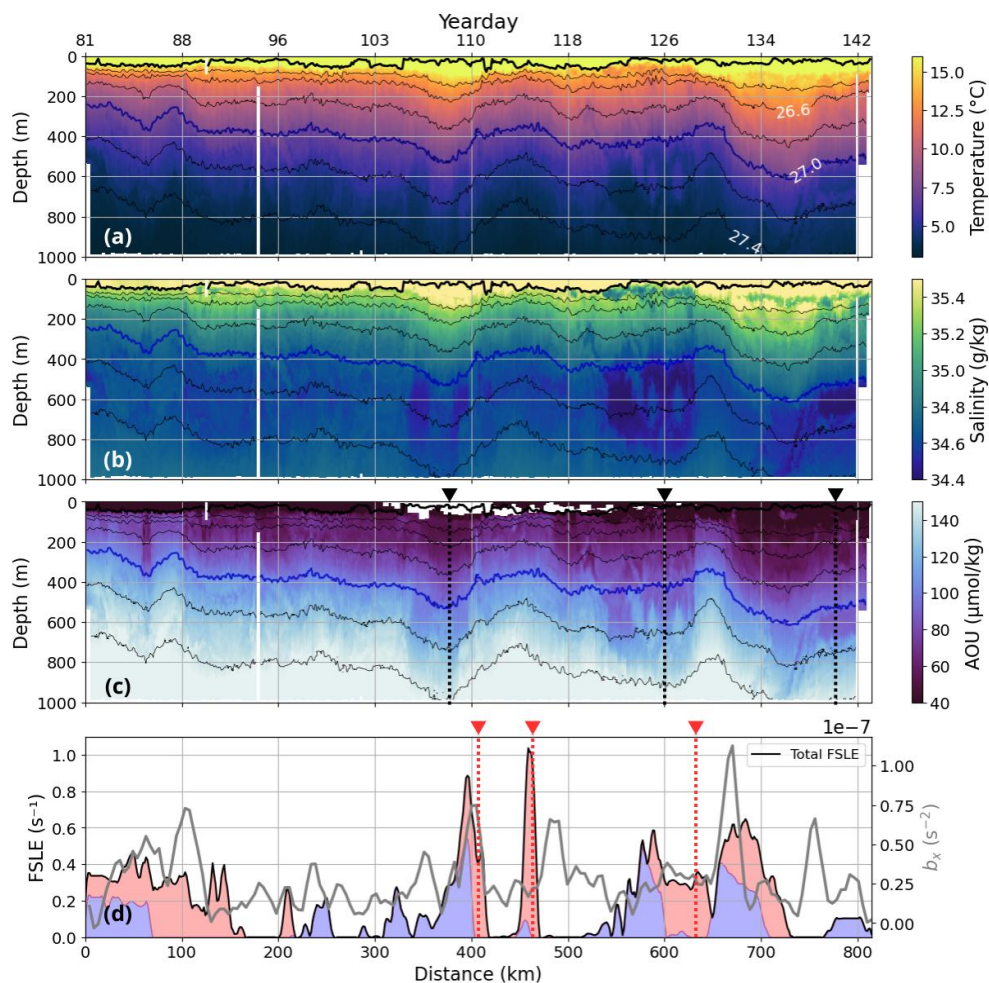 Yearday
81 88 96 103 110 118 126 134 142
0
200
400
600
800
1000
Depth (m)
26.6
27.0
27.4
(a)
15.0
12.5
10.0
7.5
5.0
Temperature (°C)
0
200
400
600
800
1000
Depth (m)
(b)
35.4
35.2
35.0
34.8
34.6
34.4
Salinity (g/kg)
0
200
400
600
800
1000
Depth (m)
(c)
140
120
100
80
60
40
AOU (μmol/kg)
1e−7
1.0
0.8
0.6
0.4
0.2
0.0
FSLE (s⁻¹)
(d)
Total FSLE
1.00
0.75
0.50
0.25
0.00
bₓ (s⁻²)
0 100 200 300 400 500 600 700 800
Distance (km)